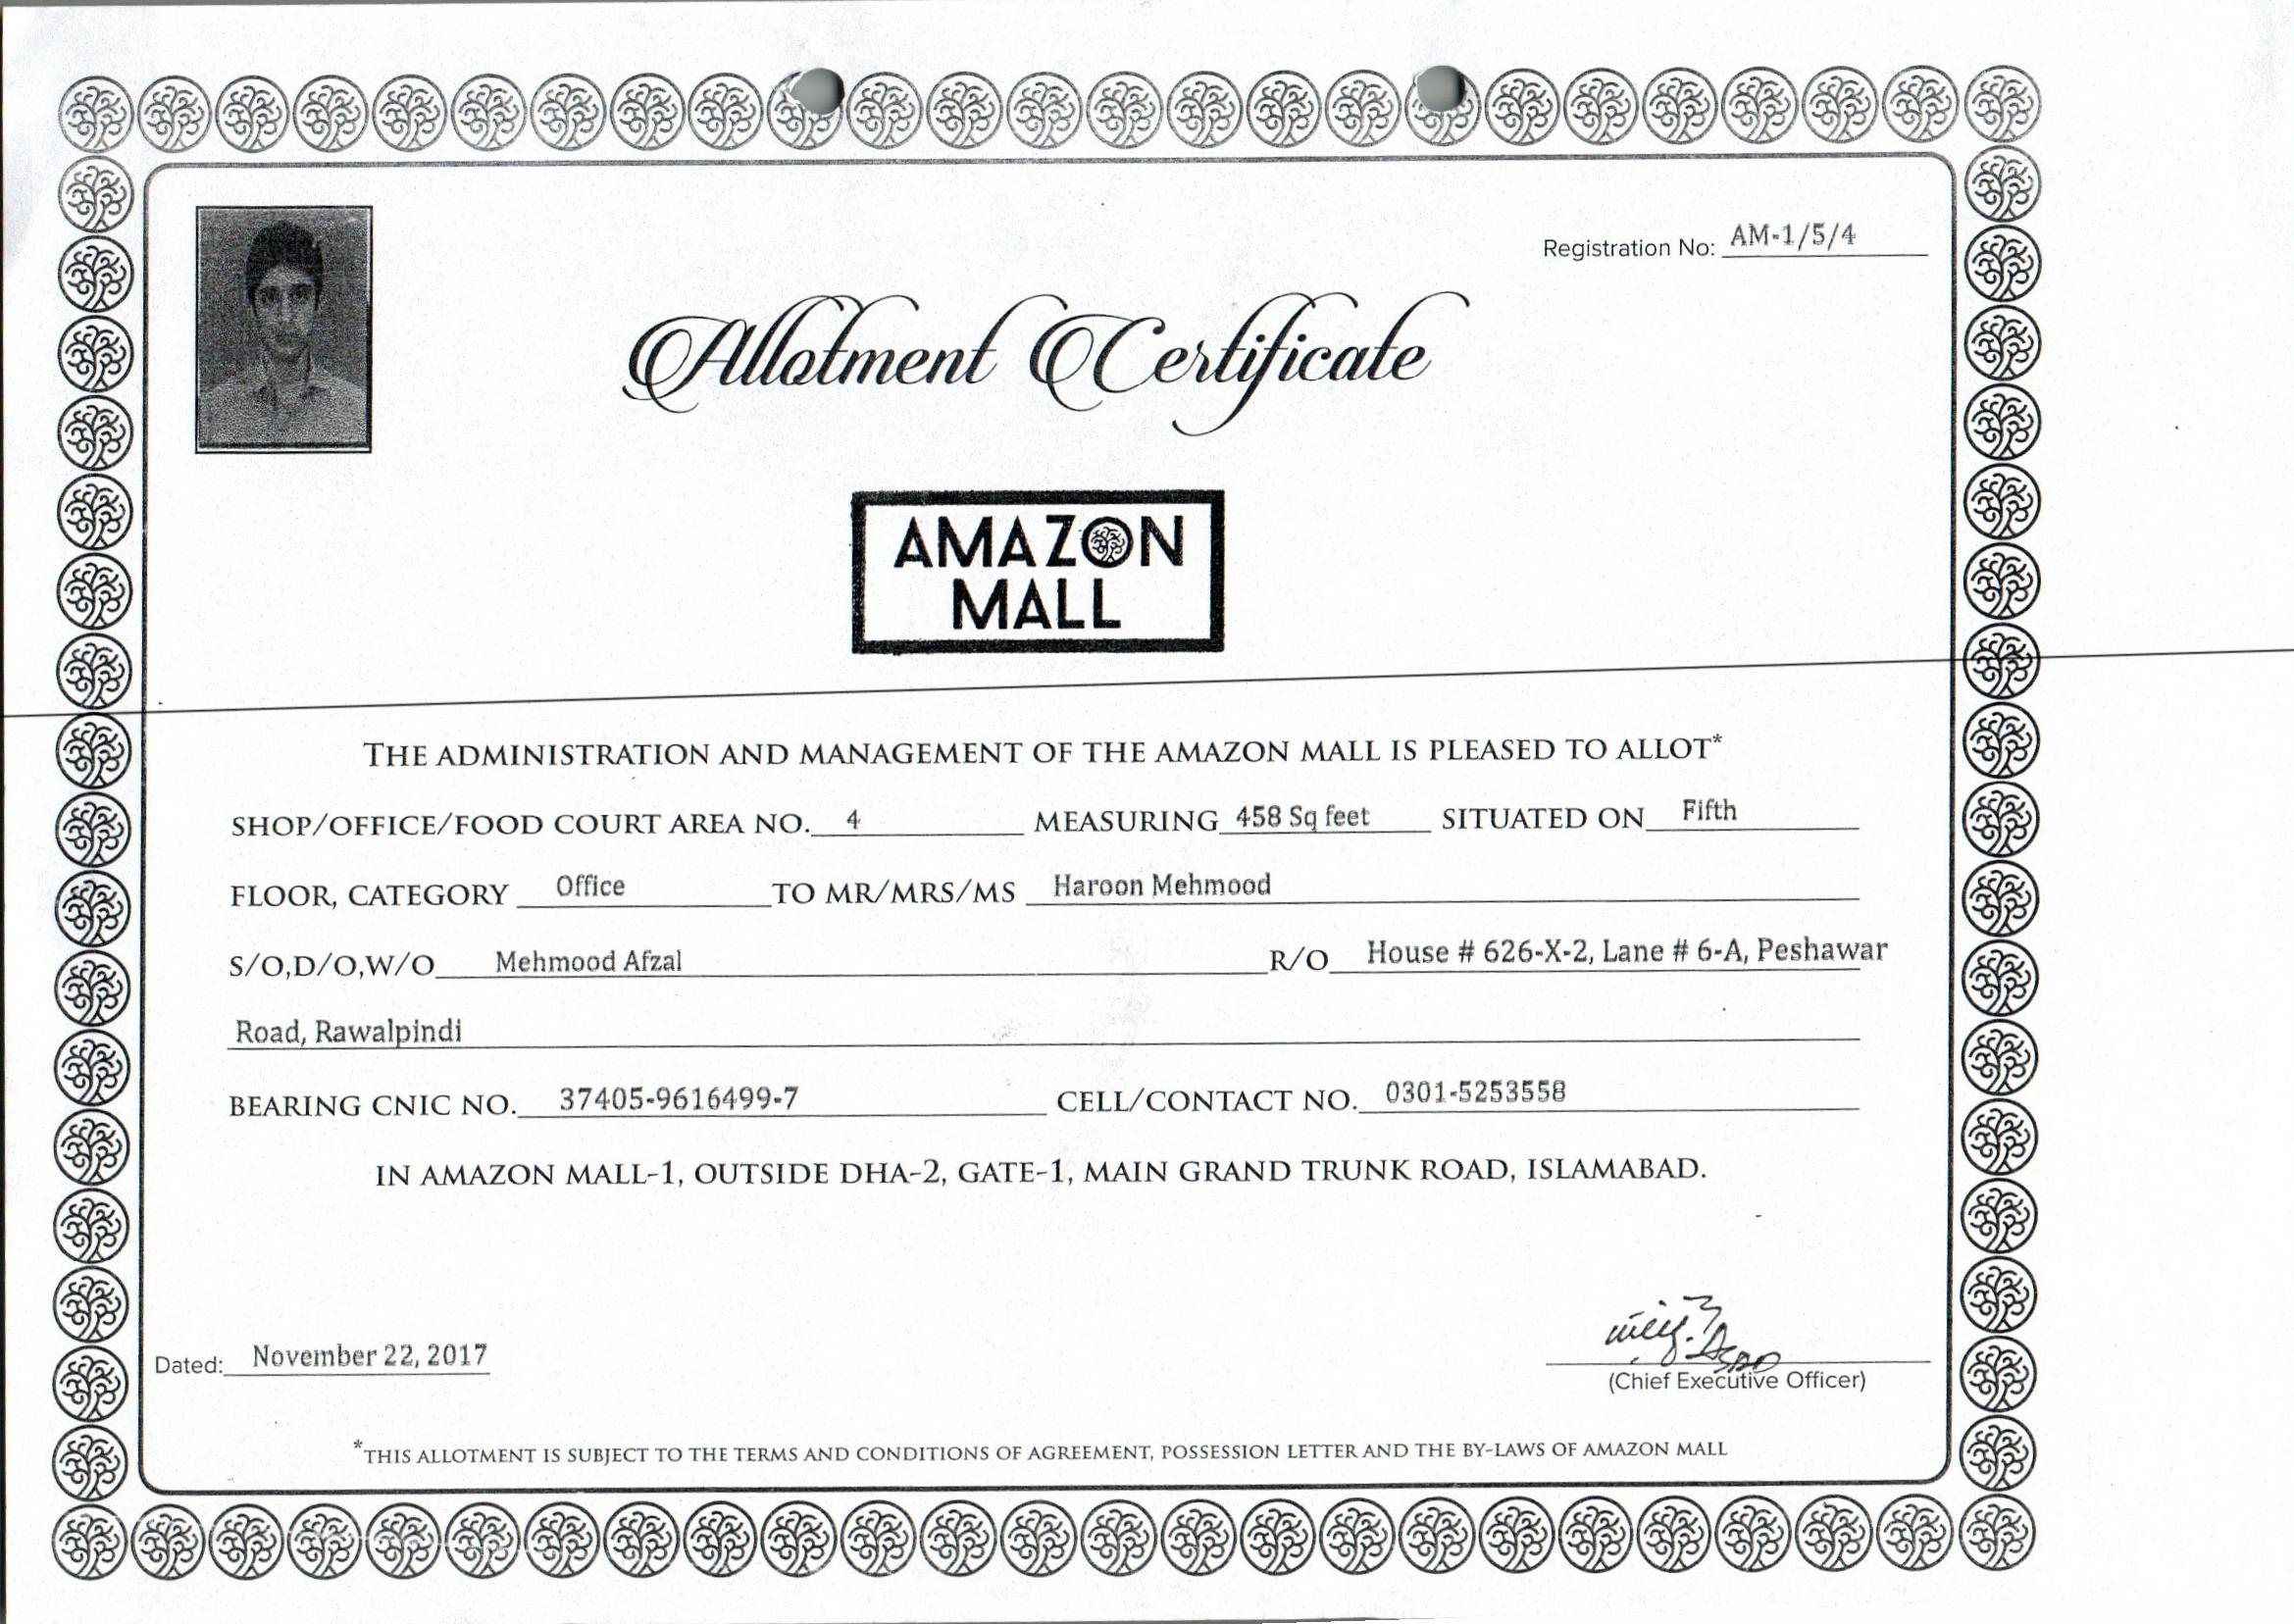 Registration No: AM-1/5/4
Allotment Certificate
AMAZON
MALL
THE ADMINISTRATION AND MANAGEMENT OF THE AMAZON MALL IS PLEASED TO ALLOT*
SHOP/OFFICE/FOOD COURT AREA NO. 4 MEASURING 458 Sq feet SITUATED ON Fifth
FLOOR, CATEGORY Office TO MR/MRS/MS Haroon Mehmood
S/O,D/O,W/O Mehmood Afzal R/O House # 626-X-2, Lane # 6-A, Peshawar
Road, Rawalpindi
BEARING CNIC NO. 37405-9616499-7 CELL/CONTACT NO. 0301-5253558
IN AMAZON MALL-1, OUTSIDE DHA-2, GATE-1, MAIN GRAND TRUNK ROAD, ISLAMABAD.
Dated: November 22, 2017
(Chief Executive Officer)
*THIS ALLOTMENT IS SUBJECT TO THE TERMS AND CONDITIONS OF AGREEMENT, POSSESSION LETTER AND THE BY-LAWS OF AMAZON MALL